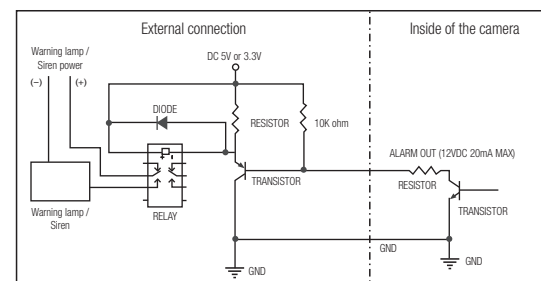 External connection
Inside of the camera
Warning lamp /
Siren power
(−) (+)
DC 5V or 3.3V
DIODE
RESISTOR
10K ohm
ALARM OUT (12VDC 20mA MAX)
RESISTOR
TRANSISTOR
TRANSISTOR
+ −
RELAY
Warning lamp /
Siren
GND
GND
GND